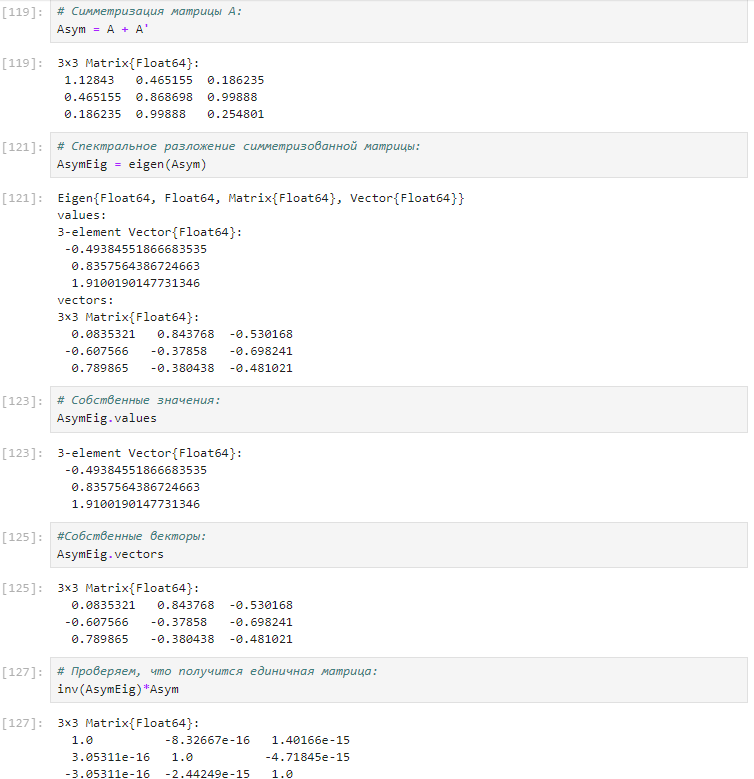 [119]: # Симметризация матрицы A:
Asym = A + A'
[119]: 3×3 Matrix{Float64}:
1.12843 0.465155 0.186235
0.465155 0.868698 0.99888
0.186235 0.99888 0.254801
[121]: # Спектральное разложение симметризованной матрицы:
AsymEig = eigen(Asym)
[121]: Eigen{Float64, Float64, Matrix{Float64}, Vector{Float64}}
values:
3-element Vector{Float64}:
-0.49384551866683535
0.8357564386724663
1.9100190147731346
vectors:
3×3 Matrix{Float64}:
0.0835321 0.843768 -0.530168
-0.607566 -0.37858 -0.698241
0.789865 -0.380438 -0.481021
[123]: # Собственные значения:
AsymEig.values
[123]: 3-element Vector{Float64}:
-0.49384551866683535
0.8357564386724663
1.9100190147731346
[125]: #Собственные векторы:
AsymEig.vectors
[125]: 3×3 Matrix{Float64}:
0.0835321 0.843768 -0.530168
-0.607566 -0.37858 -0.698241
0.789865 -0.380438 -0.481021
[127]: # Проверяем, что получится единичная матрица:
inv(AsymEig)*Asym
[127]: 3×3 Matrix{Float64}:
1.0 -8.32667e-16 1.40166e-15
3.05311e-16 1.0 -4.71845e-15
-3.05311e-16 -2.44249e-15 1.0